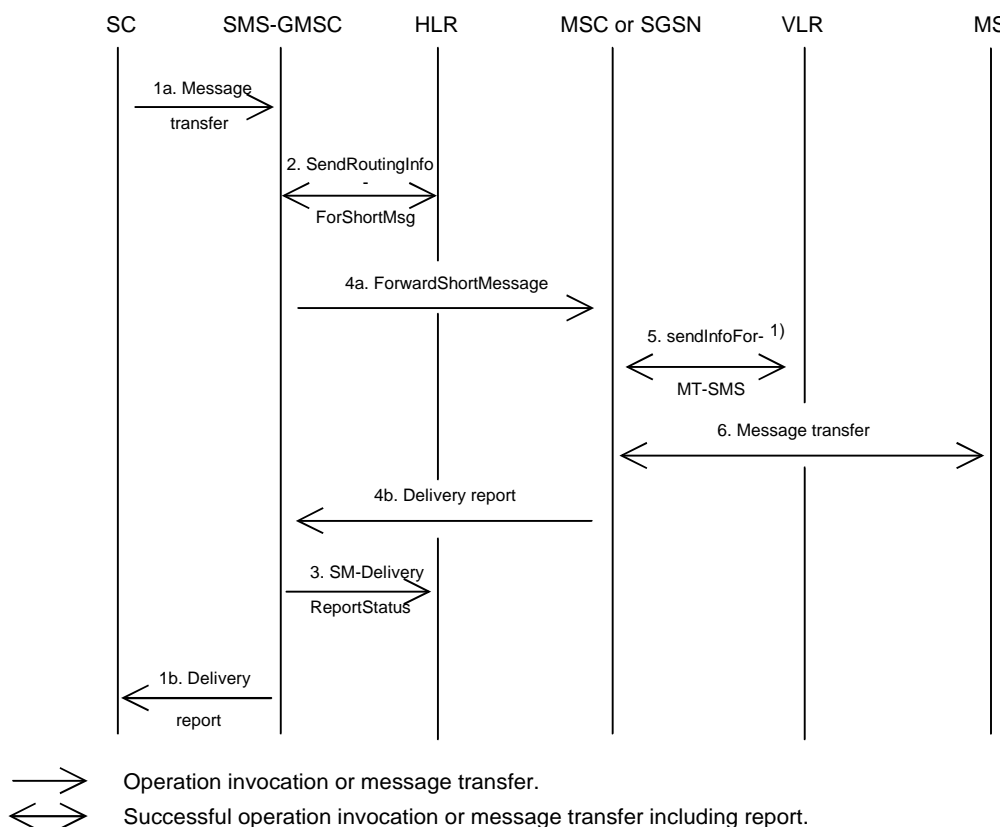 SC SMS-GMSC HLR MSC or SGSN VLR MS
1a. Message
transfer
2. SendRoutingInfo
-
ForShortMsg
4a. ForwardShortMessage
5. sendInfoFor- 1)
MT-SMS
6. Message transfer
4b. Delivery report
3. SM-Delivery
ReportStatus
1b. Delivery
report
Operation invocation or message transfer.
Successful operation invocation or message transfer including report.